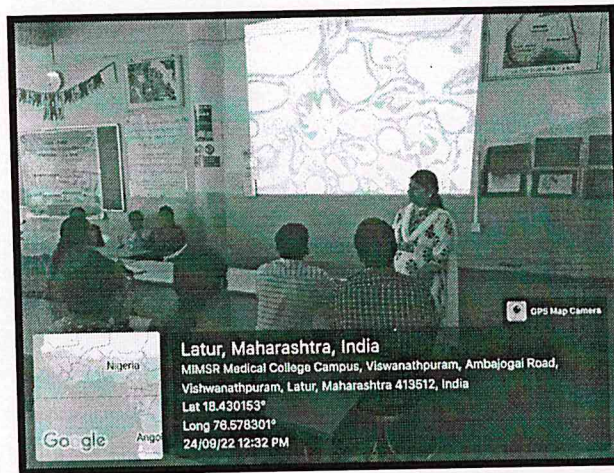 GPS Map Camera
Latur, Maharashtra, India
MIMSR Medical College Campus, Viswanathpuram, Ambajogai Road,
Vishwanathpuram, Latur, Maharashtra 413512, India
Lat 18.430153°
Long 76.578301°
24/09/22 12:32 PM
Nigeria
Google
Ango